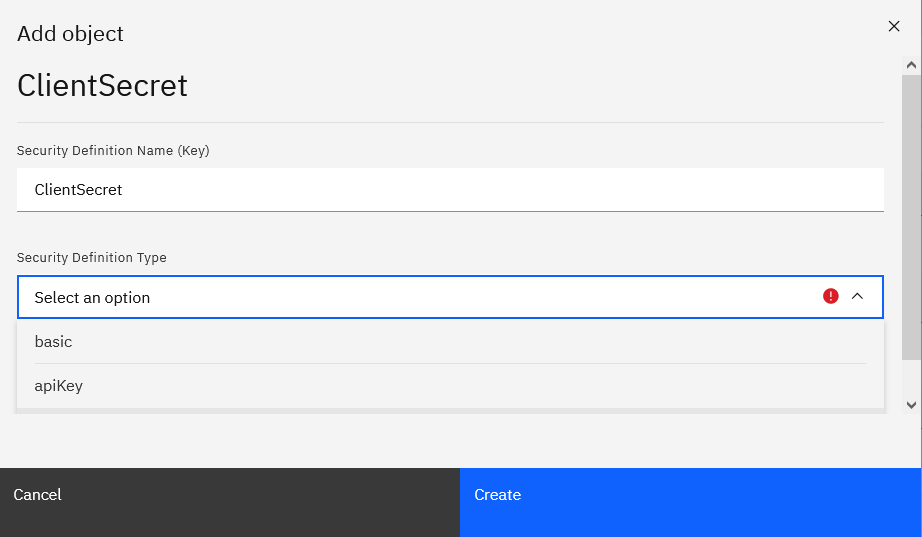 Add object
ClientSecret
Security Definition Name (Key)
ClientSecret
Security Definition Type
Select an option
basic
apiKey
Cancel
Create